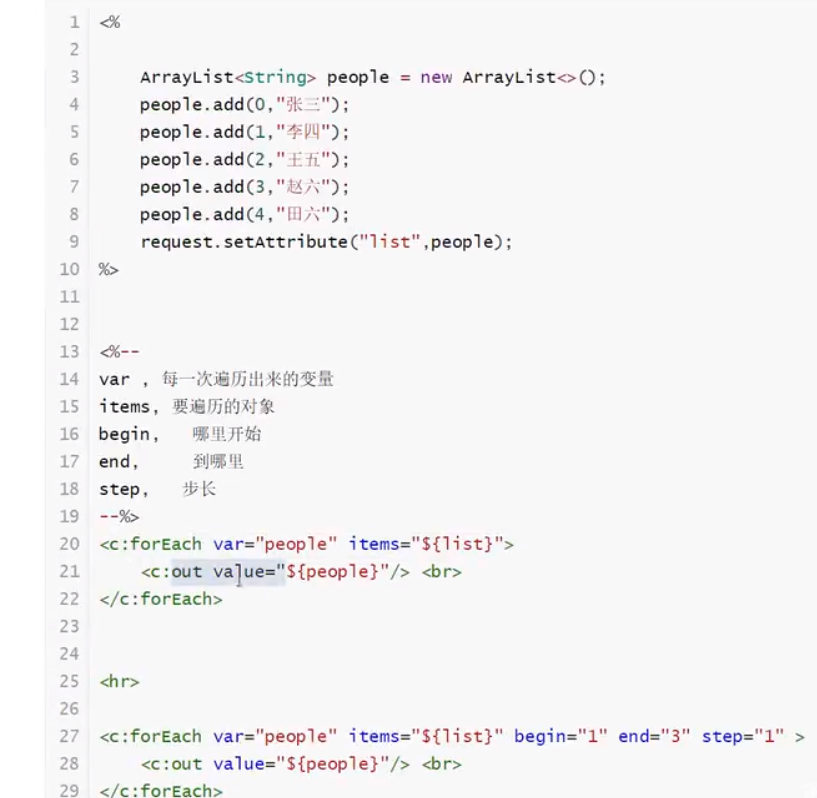 1 <%
2
3 ArrayList<String> people = new ArrayList<>();
4 people.add(0,"张三");
5 people.add(1,"李四");
6 people.add(2,"王五");
7 people.add(3,"赵六");
8 people.add(4,"田六");
9 request.setAttribute("list",people);
10 %>
11
12
13 <%--
14 var , 每一次遍历出来的变量
15 items, 要遍历的对象
16 begin, 哪里开始
17 end, 到哪里
18 step, 步长
19 --%>
20 <c:forEach var="people" items="${list}">
21 <c:out value="${people}"/> <br>
22 </c:forEach>
23
24
25 <hr>
26
27 <c:forEach var="people" items="${list}" begin="1" end="3" step="1" >
28 <c:out value="${people}"/> <br>
29 </c:forEach>